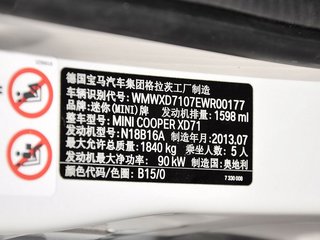 德国宝马汽车集团格拉茨工厂制造
车辆识别代号: WMWXD7107EWR00177
品牌: 迷你(MINI)牌 发动机排量: 1598 ml
整车型号: MINI COOPER XD71
发动机型号: N18B16A 制造年月: 2013.07
最大允许总质量: 1840 kg 乘坐人数: 5人
发动机最大净功率: 90 kW 制造国: 奥地利
颜色代码/色圈: B15/0
7 330 009